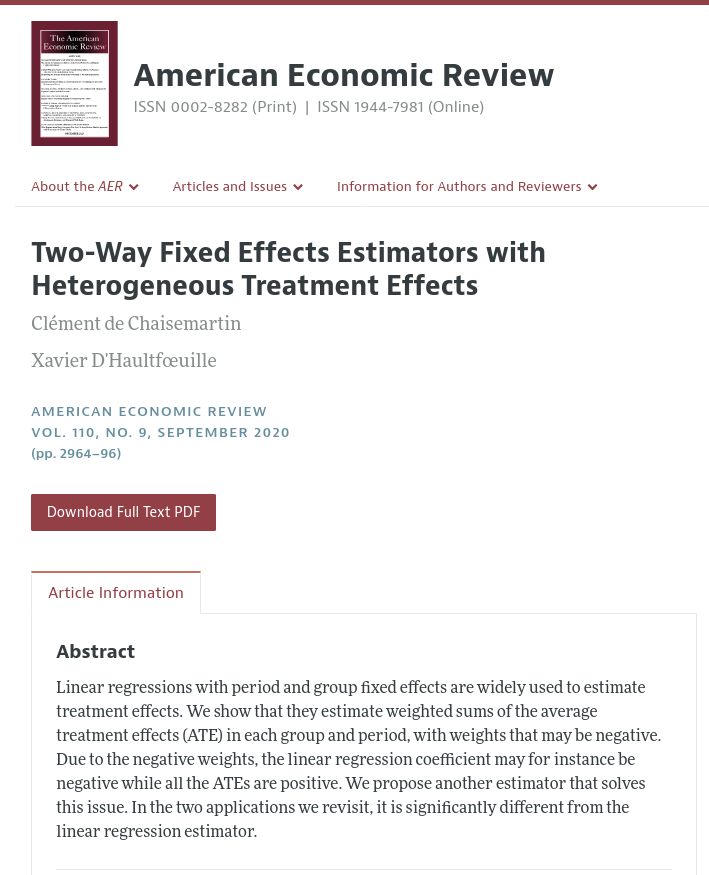 The American
Economic Review
American Economic Review
ISSN 0002-8282 (Print) | ISSN 1944-7981 (Online)
About the AER
Articles and Issues
Information for Authors and Reviewers
Two-Way Fixed Effects Estimators with
Heterogeneous Treatment Effects
Clément de Chaisemartin
Xavier D'Haultfœuille
AMERICAN ECONOMIC REVIEW
VOL. 110, NO. 9, SEPTEMBER 2020
(pp. 2964–96)
Download Full Text PDF
Article Information
Abstract
Linear regressions with period and group fixed effects are widely used to estimate
treatment effects. We show that they estimate weighted sums of the average
treatment effects (ATE) in each group and period, with weights that may be negative.
Due to the negative weights, the linear regression coefficient may for instance be
negative while all the ATEs are positive. We propose another estimator that solves
this issue. In the two applications we revisit, it is significantly different from the
linear regression estimator.